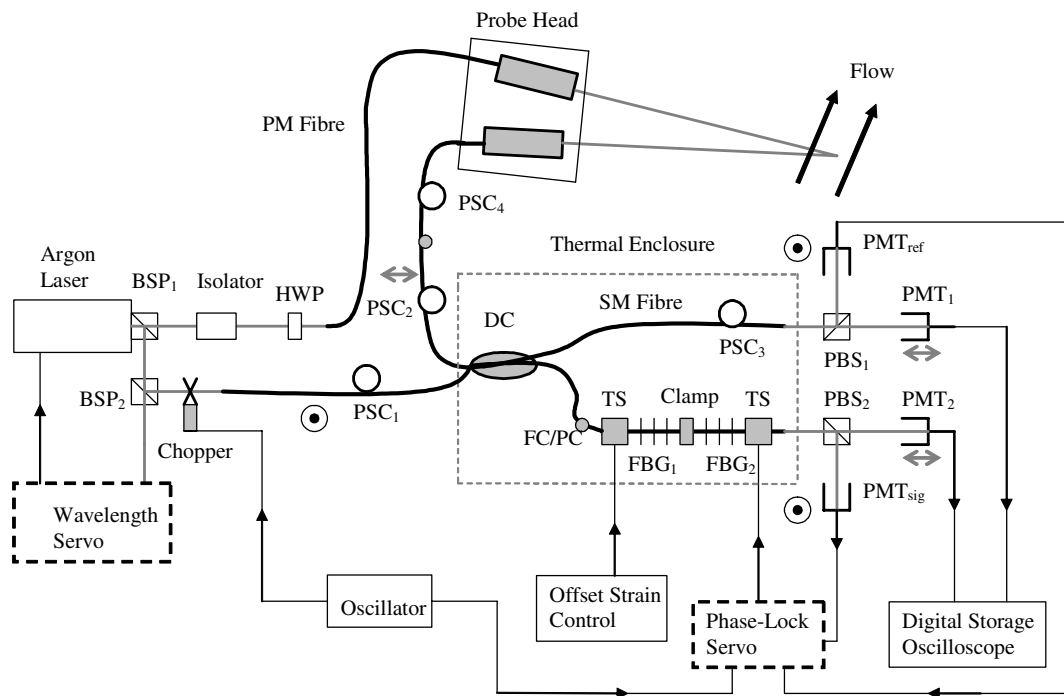 Probe Head
Flow
PM Fibre
PSC4
Thermal Enclosure
PMTref
Argon
Laser
BSP1
Isolator
HWP
PSC2
SM Fibre
PMT1
DC
PSC3
PBS1
BSP2
PSC1
TS
Clamp
TS
PBS2
PMT2
Chopper
FC/PC
FBG1
FBG2
PMTsig
Wavelength
Servo
Oscillator
Offset Strain
Control
Phase-Lock
Servo
Digital Storage
Oscilloscope